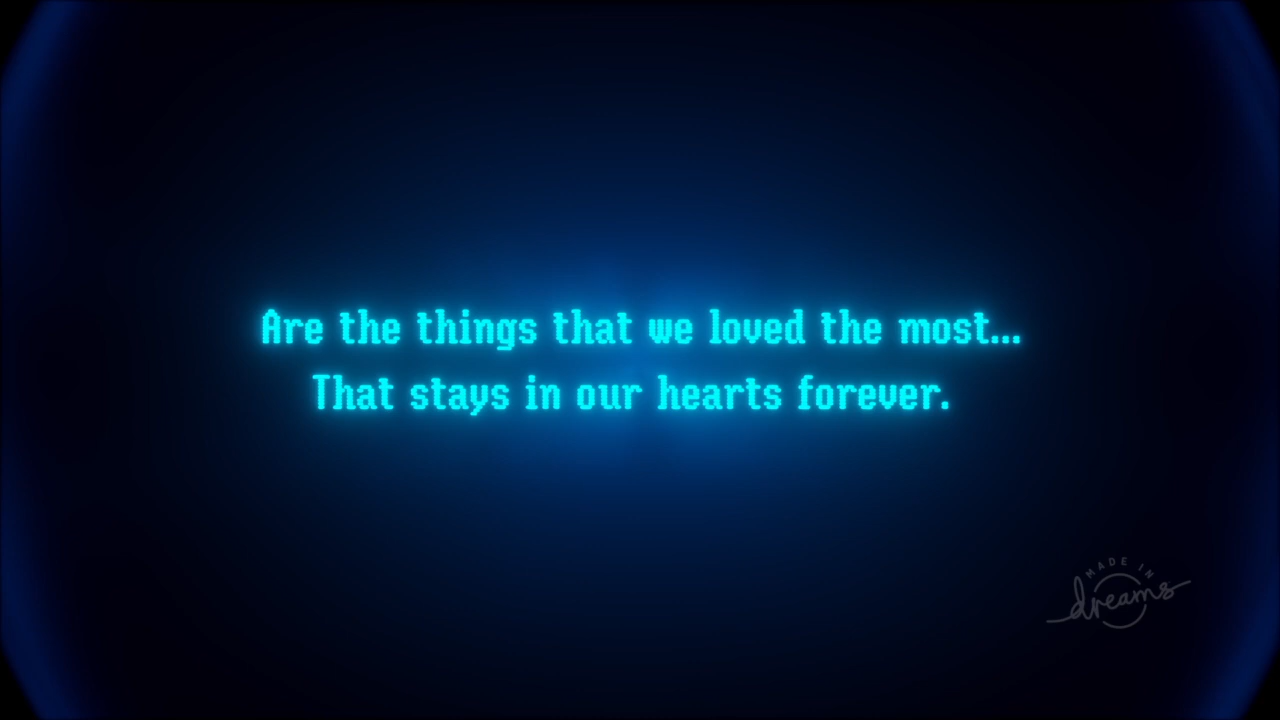 Are the things that we loved the most...
That stays in our hearts forever.
MADE IN
dreams